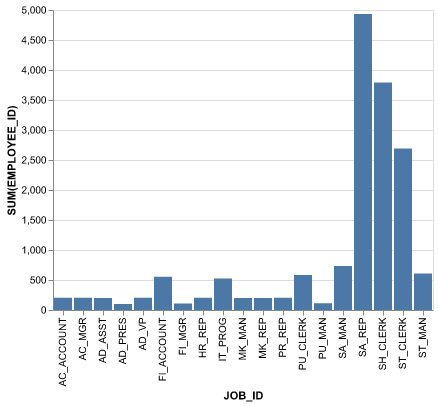 SUM(EMPLOYEE_ID)
5,000
4,500
4,000
3,500
3,000
2,500
2,000
1,500
1,000
500
0
AC_ACCOUNT
AC_MGR
AD_ASST
AD_PRES
AD_VP
FI_ACCOUNT
FI_MGR
HR_REP
IT_PROG
MK_MAN
MK_REP
PR_REP
PU_CLERK
PU_MAN
SA_MAN
SA_REP
SH_CLERK
ST_CLERK
ST_MAN
JOB_ID